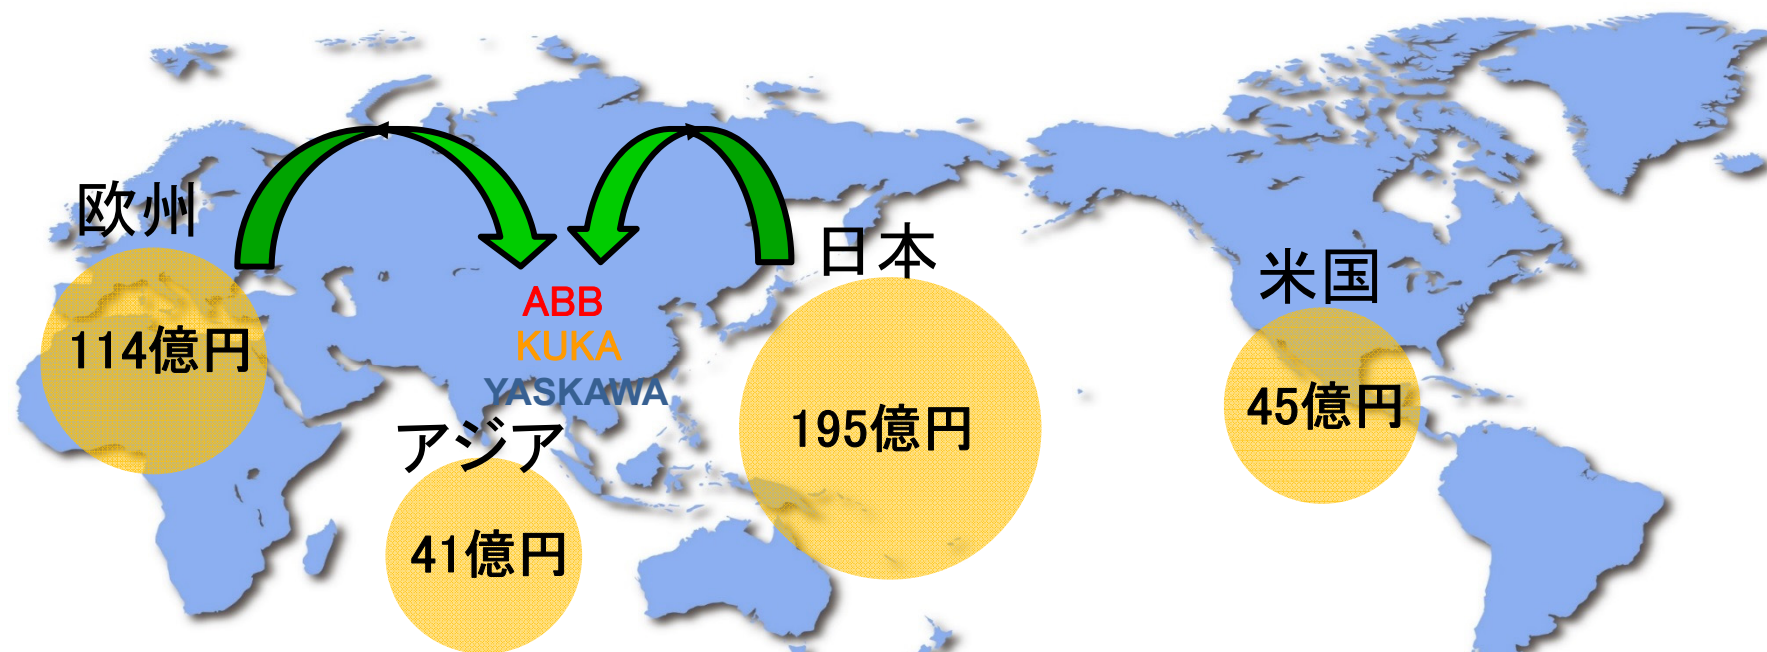 欧州
114億円
ABB
KUKA
YASKAWA
アジア
41億円
日本
195億円
米国
45億円